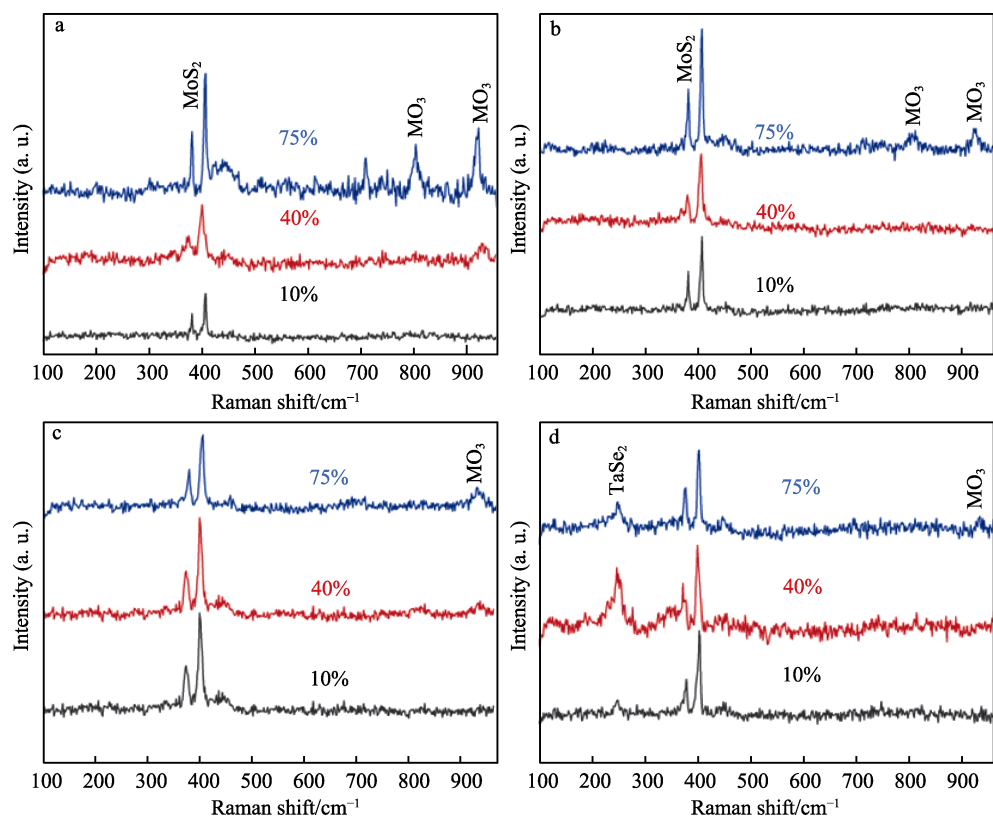 a
MoS₂
75%
MO₃
MO₃
40%
10%
Intensity (a. u.)
100 200 300 400 500 600 700 800 900
Raman shift/cm⁻¹
b
MoS₂
75%
MO₃
MO₃
40%
10%
Intensity (a. u.)
100 200 300 400 500 600 700 800 900
Raman shift/cm⁻¹
c
75%
MO₃
40%
10%
Intensity (a. u.)
100 200 300 400 500 600 700 800 900
Raman shift/cm⁻¹
d
TaSe₂
75%
MO₃
40%
10%
Intensity (a. u.)
100 200 300 400 500 600 700 800 900
Raman shift/cm⁻¹